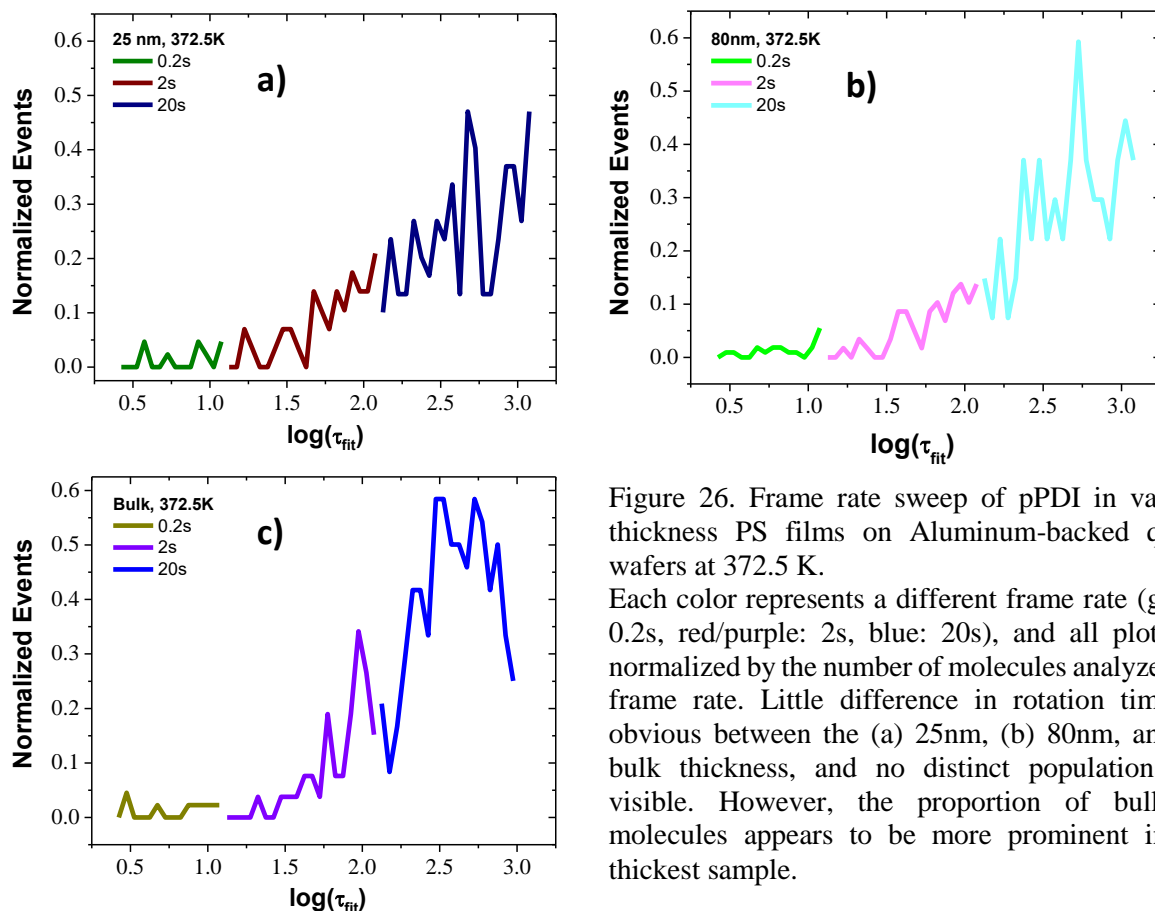 25 nm, 372.5K
0.2s
2s
20s
a)
0.6
0.5
0.4
0.3
0.2
0.1
0.0
Normalized Events
0.5 1.0 1.5 2.0 2.5 3.0
log(τfit)
80nm, 372.5K
0.2s
2s
20s
b)
0.6
0.5
0.4
0.3
0.2
0.1
0.0
Normalized Events
0.5 1.0 1.5 2.0 2.5 3.0
log(τfit)
Bulk, 372.5K
0.2s
2s
20s
c)
0.6
0.5
0.4
0.3
0.2
0.1
0.0
Normalized Events
0.5 1.0 1.5 2.0 2.5 3.0
log(τfit)
Figure 26. Frame rate sweep of pPDI in va
thickness PS films on Aluminum-backed q
wafers at 372.5 K.
Each color represents a different frame rate (g
0.2s, red/purple: 2s, blue: 20s), and all plot
normalized by the number of molecules analyze
frame rate. Little difference in rotation tim
obvious between the (a) 25nm, (b) 80nm, an
bulk thickness, and no distinct population
visible. However, the proportion of bull
molecules appears to be more prominent in
thickest sample.